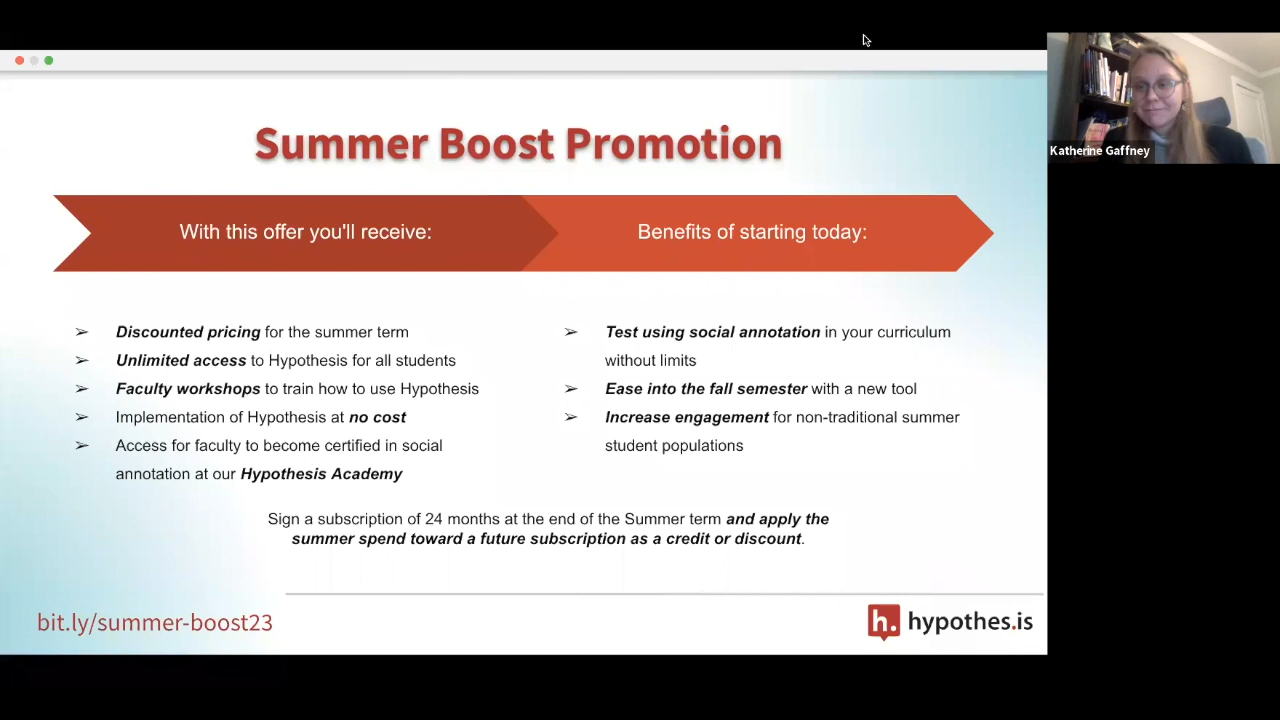 Summer Boost Promotion
With this offer you'll receive:
Benefits of starting today:
➢ Discounted pricing for the summer term
➢ Unlimited access to Hypothesis for all students
➢ Faculty workshops to train how to use Hypothesis
➢ Implementation of Hypothesis at no cost
➢ Access for faculty to become certified in social
annotation at our Hypothesis Academy
➢ Test using social annotation in your curriculum
without limits
➢ Ease into the fall semester with a new tool
➢ Increase engagement for non-traditional summer
student populations
Sign a subscription of 24 months at the end of the Summer term and apply the
summer spend toward a future subscription as a credit or discount.
bit.ly/summer-boost23
h. hypothes.is
Katherine Gaffney